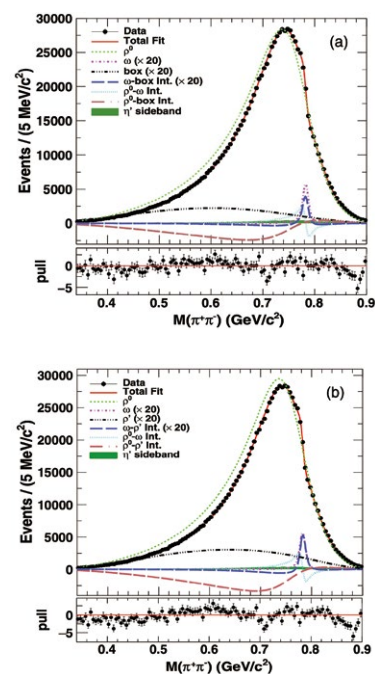 Data
Total Fit
ρ⁰
ω (× 20)
box (× 20)
ω-box Int. (× 20)
ρ⁰-ω Int.
ρ⁰-box Int.
η' sideband
(a)
Events / (5 MeV/c²)
30000
25000
20000
15000
10000
5000
0
pull
0
−5
0.4 0.5 0.6 0.7 0.8 0.9
M(π⁺π⁻) (GeV/c²)
Data
Total Fit
ρ⁰
ω (× 20)
ρ' (× 20)
ω-ρ' Int. (× 20)
ρ⁰-ω Int.
ρ⁰-ρ' Int.
η' sideband
(b)
Events / (5 MeV/c²)
30000
25000
20000
15000
10000
5000
0
pull
0
−5
0.4 0.5 0.6 0.7 0.8 0.9
M(π⁺π⁻) (GeV/c²)